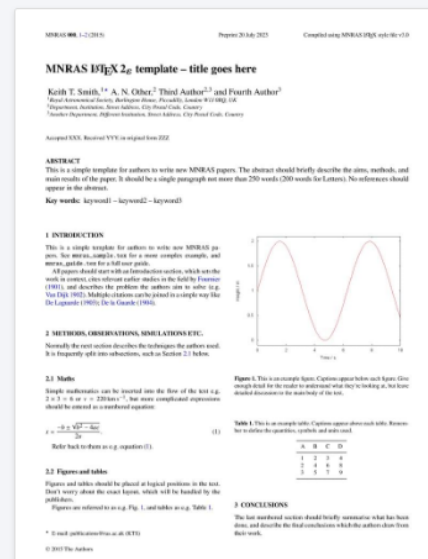 MNRAS 000, 1–2 (2015)
Preprint 20 July 2023
Compiled using MNRAS LATEX style file v3.0
MNRAS LATEX 2ε template – title goes here
Keith T. Smith,1★ A. N. Other,2 Third Author2,3 and Fourth Author3
1 Royal Astronomical Society, Burlington House, Piccadilly, London W1J 0BQ, UK
2 Department, Institution, Street Address, City Postal Code, Country
3 Another Department, Different Institution, Street Address, City Postal Code, Country
Accepted XXX. Received YYY; in original form ZZZ
ABSTRACT
This is a simple template for authors to write new MNRAS papers. The abstract should briefly describe the aims, methods, and
main results of the paper. It should be a single paragraph not more than 250 words (200 words for Letters). No references should
appear in the abstract.
Key words: keyword1 – keyword2 – keyword3
1 INTRODUCTION
This is a simple template for authors to write new MNRAS pa-
pers. See mnras_sample.tex for a more complex example, and
mnras_guide.tex for a full user guide.
All papers should start with an Introduction section, which sets the
work in context, cites relevant earlier studies in the field by Fournier
(1901), and describes the problem the authors aim to solve (e.g.
Van Dijk 1902). Multiple citations can be joined in a simple way like
De Laguarde (1903); De la Guarde (1904).
2 METHODS, OBSERVATIONS, SIMULATIONS ETC.
Normally the next section describes the techniques the authors used.
It is frequently split into subsections, such as Section 2.1 below.
2.1 Maths
Simple mathematics can be inserted into the flow of the text e.g.
2 × 3 = 6 or v = 220 km s−1, but more complicated expressions
should be entered as a numbered equation:
x = −b ± √b2 − 4ac / 2a . (1)
Refer back to them as e.g. equation (1).
2.2 Figures and tables
Figures and tables should be placed at logical positions in the text.
Don't worry about the exact layout, which will be handled by the
publishers.
Figures are referred to as e.g. Fig. 1, and tables as e.g. Table 1.
★ E-mail: publications@ras.ac.uk (KTS)
© 2015 The Authors
0 2 4 6 8 10
Time / s
Figure 1. This is an example figure. Captions appear below each figure. Give
enough detail for the reader to understand what they're looking at, but leave
detailed discussion to the main body of the text.
Table 1. This is an example table. Captions appear above each table. Remem-
ber to define the quantities, symbols and units used.
A B C D
1 2 3 4
2 4 6 8
3 5 7 9
3 CONCLUSIONS
The last numbered section should briefly summarise what has been
done, and describe the final conclusions which the authors draw from
their work.